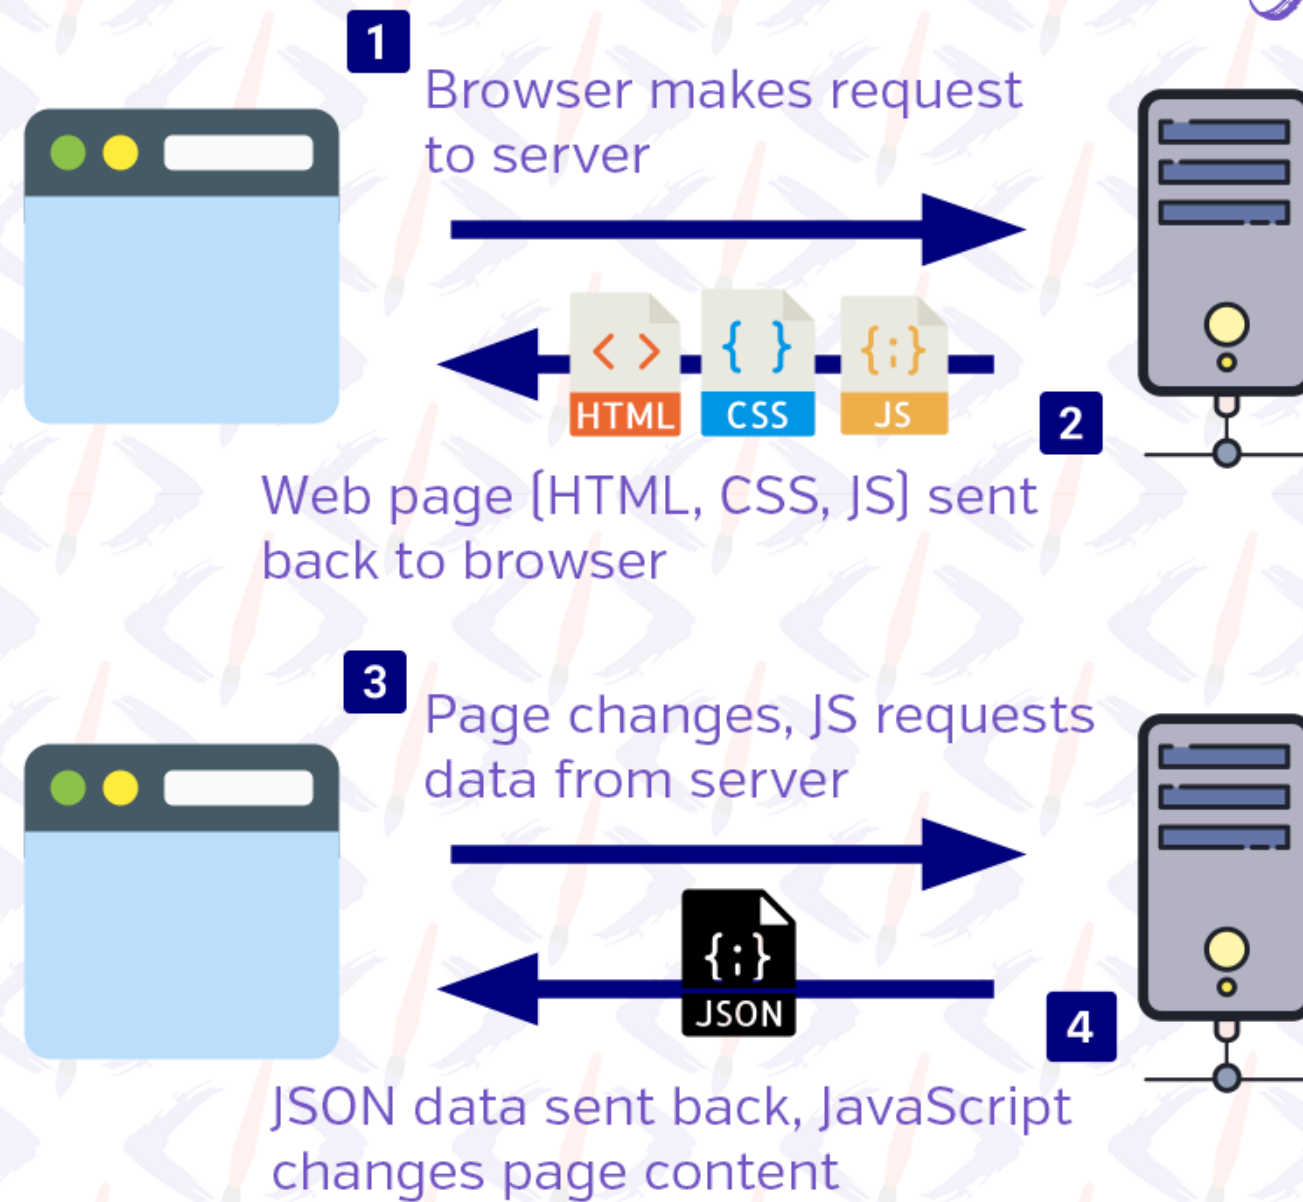 1
Browser makes request
to server
HTML
CSS
JS
2
Web page (HTML, CSS, JS) sent
back to browser
3
Page changes, JS requests
data from server
{;}
JSON
4
JSON data sent back, JavaScript
changes page content